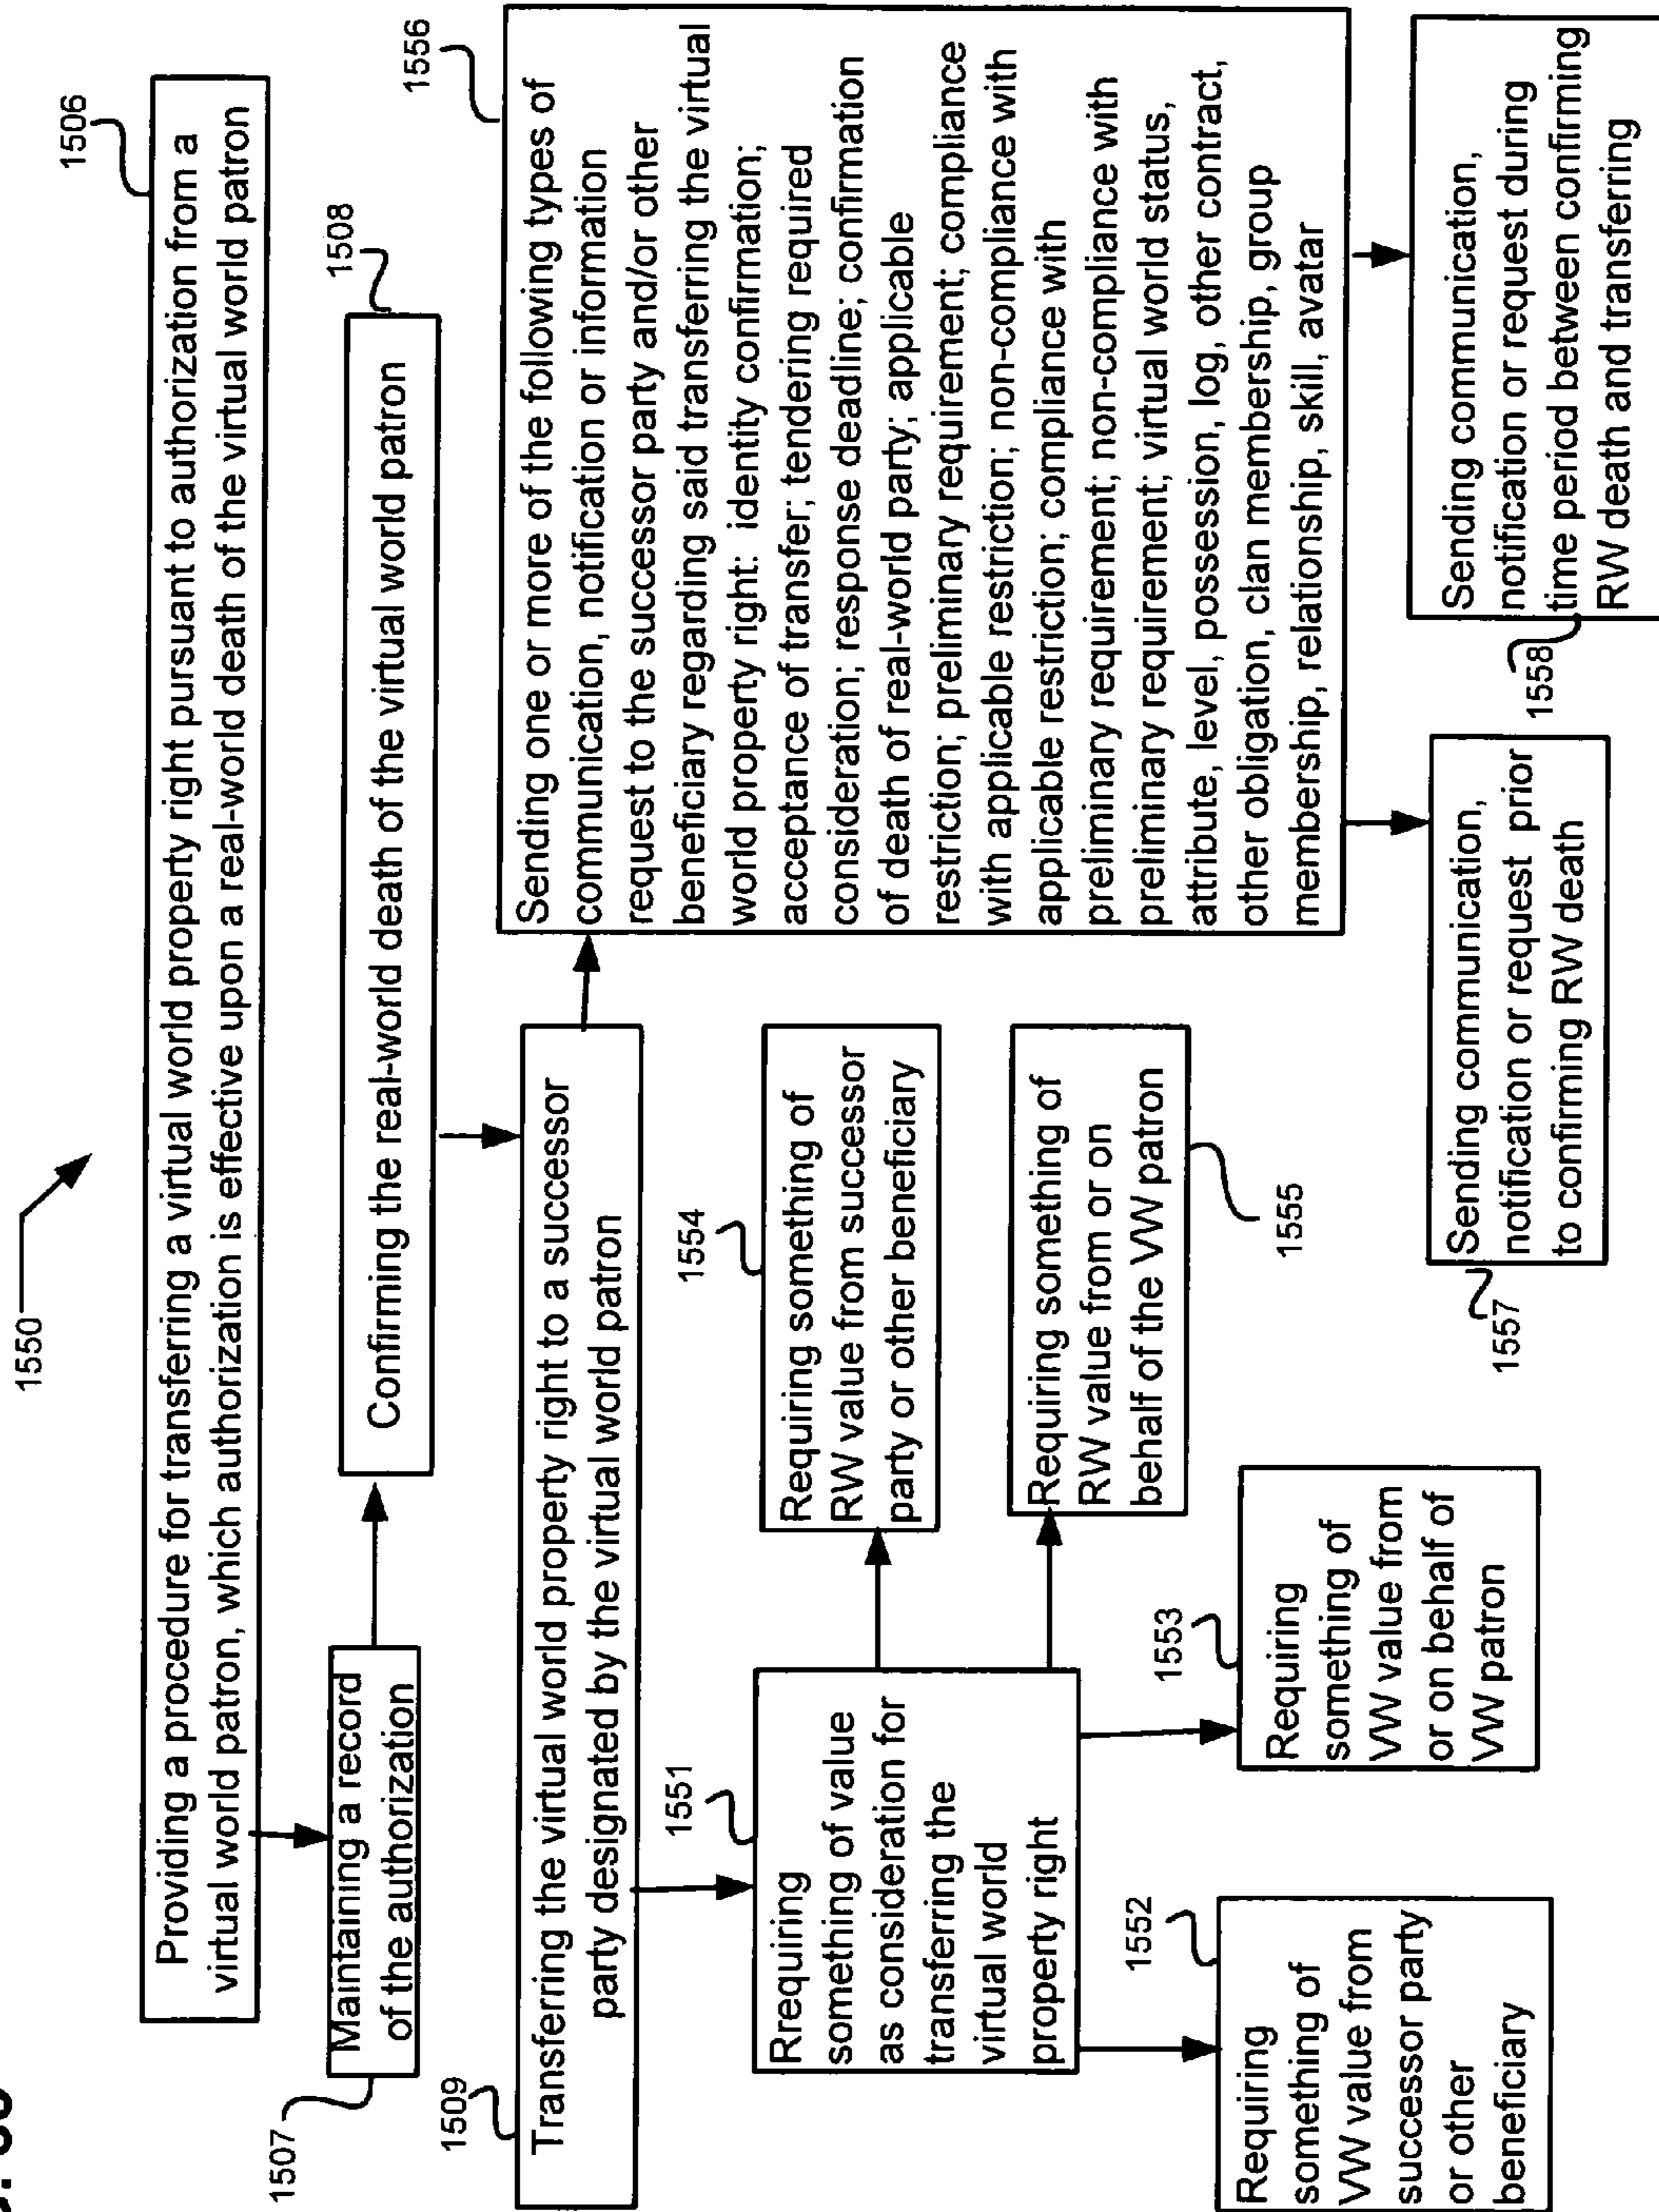 1550
1506
Providing a procedure for transferring a virtual world property right pursuant to authorization from a
virtual world patron, which authorization is effective upon a real-world death of the virtual world patron
1507
Maintaining a record
of the authorization
1508
Confirming the real-world death of the virtual world patron
1509
Transferring the virtual world property right to a successor
party designated by the virtual world patron
1556
Sending one or more of the following types of
communication, notification or information
request to the successor party and/or other
beneficiary regarding said transferring the virtual
world property right: identity confirmation;
acceptance of transfer; tendering required
consideration; response deadline; confirmation
of death of real-world party; applicable
restriction; preliminary requirement; compliance
with applicable restriction; non-compliance with
applicable restriction; compliance with
preliminary requirement; non-compliance with
preliminary requirement; virtual world status,
attribute, level, possession, log, other contract,
other obligation, clan membership, group
membership, relationship, skill, avatar
1551
Rrequiring
something of value
as consideration for
transferring the
virtual world
property right
1554
Requiring something of
RW value from successor
party or other beneficiary
Requiring something of
RW value from or on
behalf of the VW patron
1555
1552
Requiring
something of
VW value from
successor party
or other
beneficiary
1553
Requiring
something of
VW value from
or on behalf of
VW patron
1557
Sending communication,
notification or request prior
to confirming RW death
1558
Sending communication,
notification or request during
time period between confirming
RW death and transferring